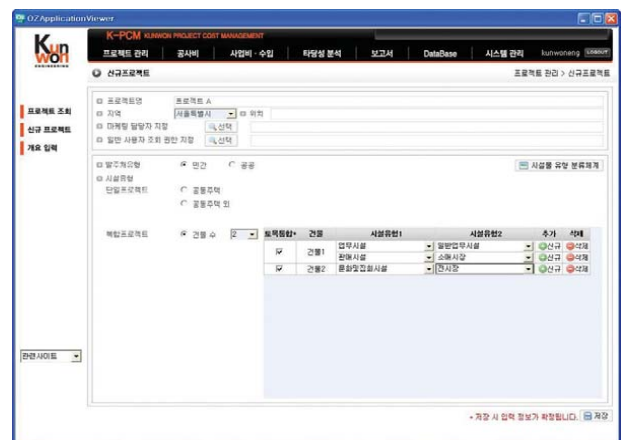 OZApplicationViewer
Kun Won
ENGINEERING
K-PCM KUNWON PROJECT COST MANAGEMENT
프로젝트 관리 공사비 사업비 · 수입 타당성 분석 보고서 DataBase 시스템 관리 kunwoneng LOGOUT
신규프로젝트 프로젝트 관리 > 신규프로젝트
프로젝트 조회
신규 프로젝트
개요 입력
프로젝트명 프로젝트 A
지역 서울특별시 위치
마케팅 담당자 지정 선택
일반 사용자 조회 권한 지정 선택
발주처유형 민간 공공 시설물 유형 분류체계
시설유형
단일프로젝트 공동주택
공동주택 외
복합프로젝트 건물 수 2 토목통합* 건물 시설유형1 시설유형2 추가 삭제
건물1 업무시설 일반업무시설 신규 삭제
판매시설 소매시장 신규 삭제
건물2 문화및집회시설 전시장 신규 삭제
관련사이트
저장 시 입력 정보가 확정됩니다. 저장